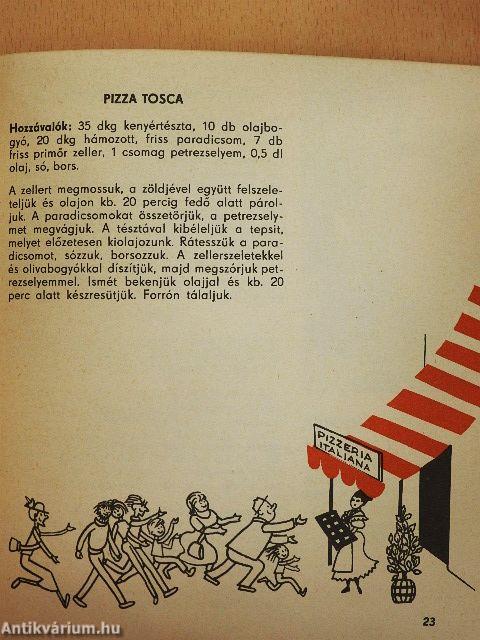 PIZZA TOSCA
Hozzávalók: 35 dkg kenyértészta, 10 db olajbo-
gyó, 20 dkg hámozott, friss paradicsom, 7 db
friss primőr zeller, 1 csomag petrezselyem, 0,5 dl
olaj, só, bors.
A zellert megmossuk, a zöldjével együtt felszele-
teljük és olajon kb. 20 percig fedő alatt párol-
juk. A paradicsomokat összetörjük, a petrezsely-
met megvágjuk. A tésztával kibéleljük a tepsit,
melyet előzetesen kiolajozunk. Rátesszük a para-
dicsomot, sózzuk, borsozzuk. A zellerszeletekkel
és olivabogyókkal díszítjük, majd megszórjuk pet-
rezselyemmel. Ismét bekenjük olajjal és kb. 20
perc alatt készresütjük. Forrón tálaljuk.
PIZZERIA
ITALIANA
23
Antikvárium.hu